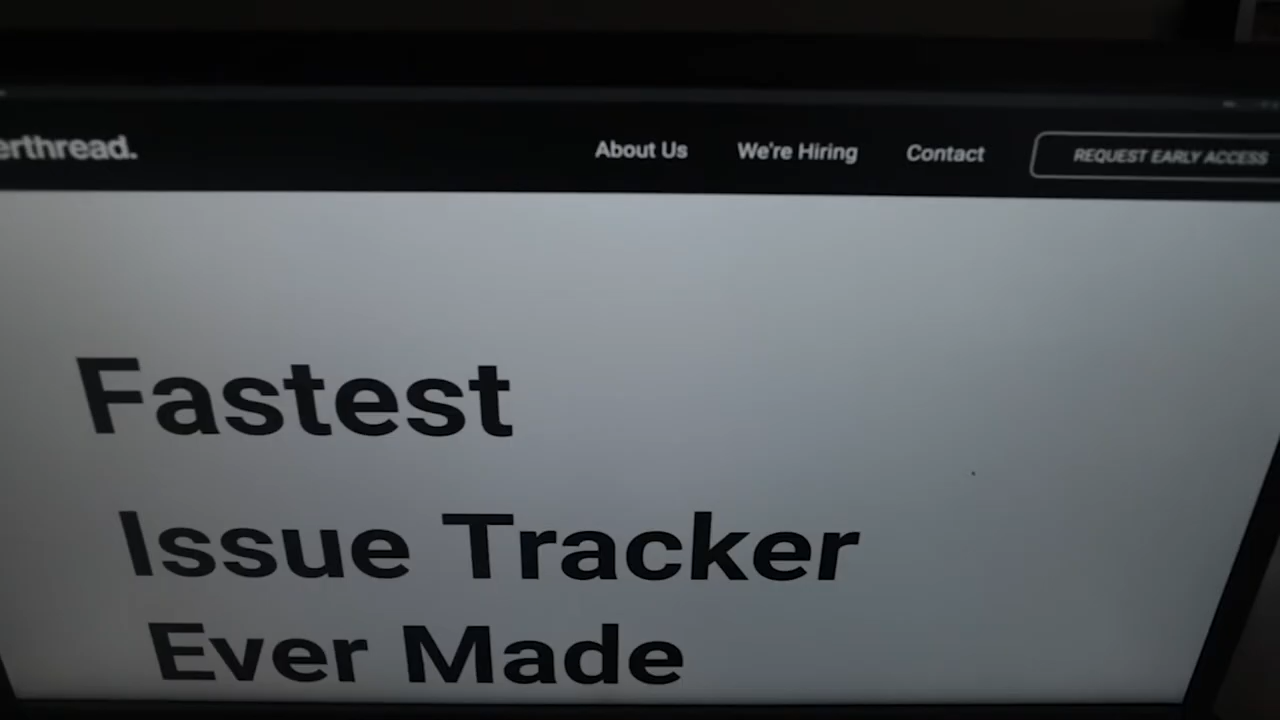 erthread. About Us We're Hiring Contact REQUEST EARLY ACCESS
Fastest
Issue Tracker
Ever Made